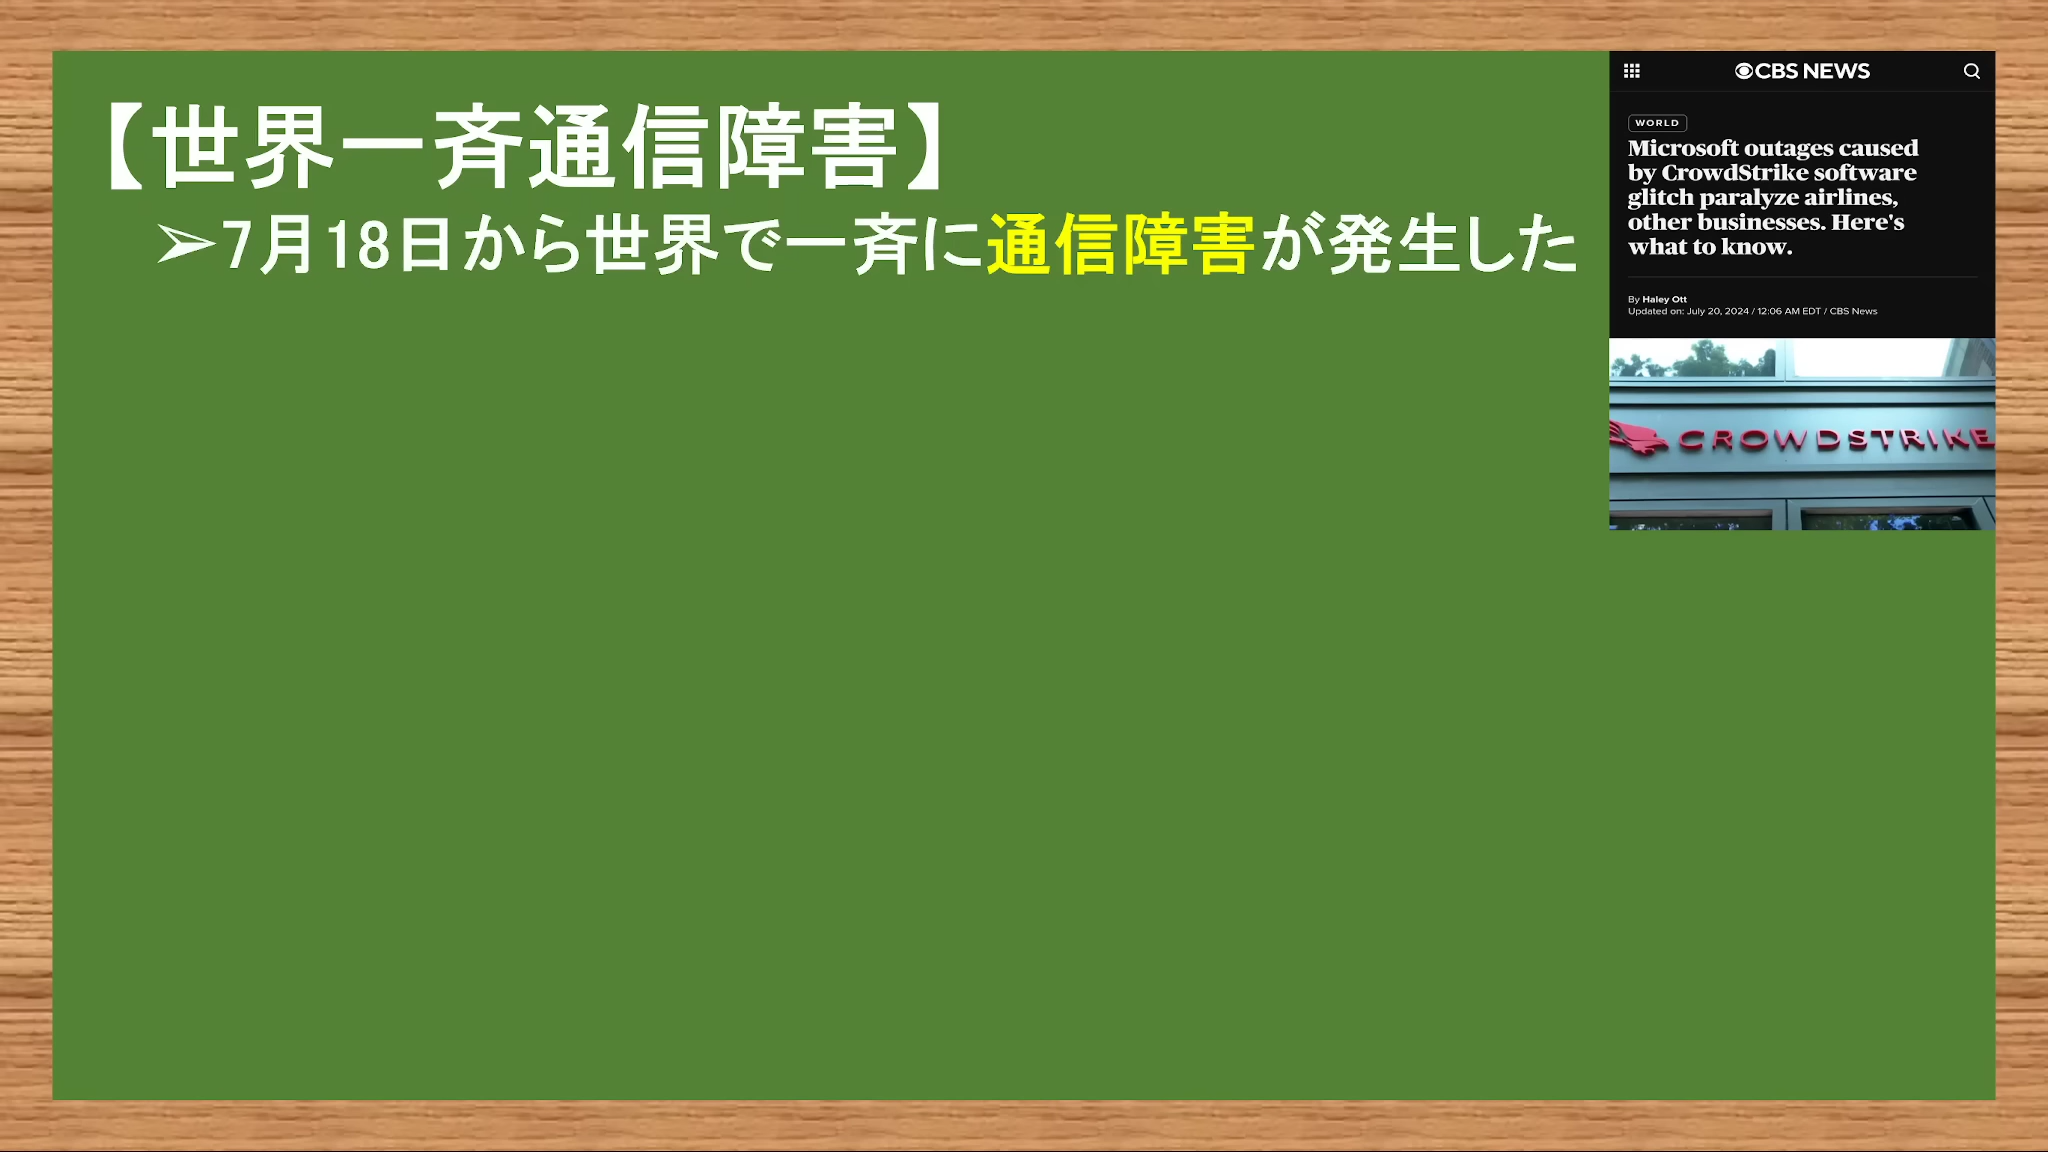 【世界一斉通信障害】
➢7月18日から世界で一斉に通信障害が発生した
CBS NEWS
WORLD
Microsoft outages caused
by CrowdStrike software
glitch paralyze airlines,
other businesses. Here's
what to know.
By Haley Ott
Updated on: July 20, 2024 / 12:06 AM EDT / CBS News
CROWDSTRIKE